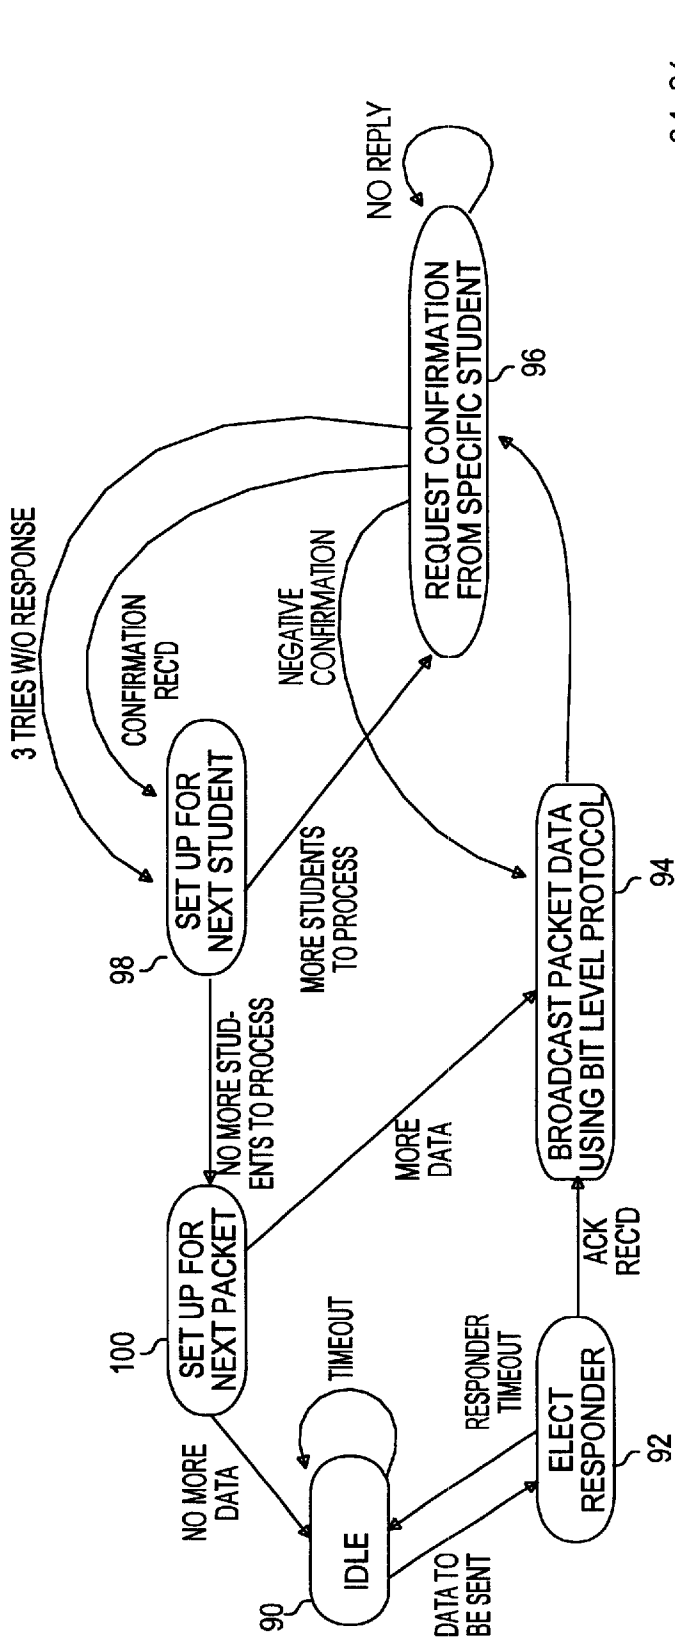 3 TRIES W/O RESPONSE
CONFIRMATION
REC'D
NO REPLY
98
SET UP FOR
NEXT STUDENT
NEGATIVE
CONFIRMATION
REQUEST CONFIRMATION
FROM SPECIFIC STUDENT
96
100
SET UP FOR
NEXT PACKET
NO MORE STUD-
ENTS TO PROCESS
MORE STUDENTS
TO PROCESS
NO MORE
DATA
TIMEOUT
MORE
DATA
90
IDLE
RESPONDER
TIMEOUT
DATA TO
BE SENT
ELECT
RESPONDER
92
ACK
REC'D
BROADCAST PACKET DATA
USING BIT LEVEL PROTOCOL
94